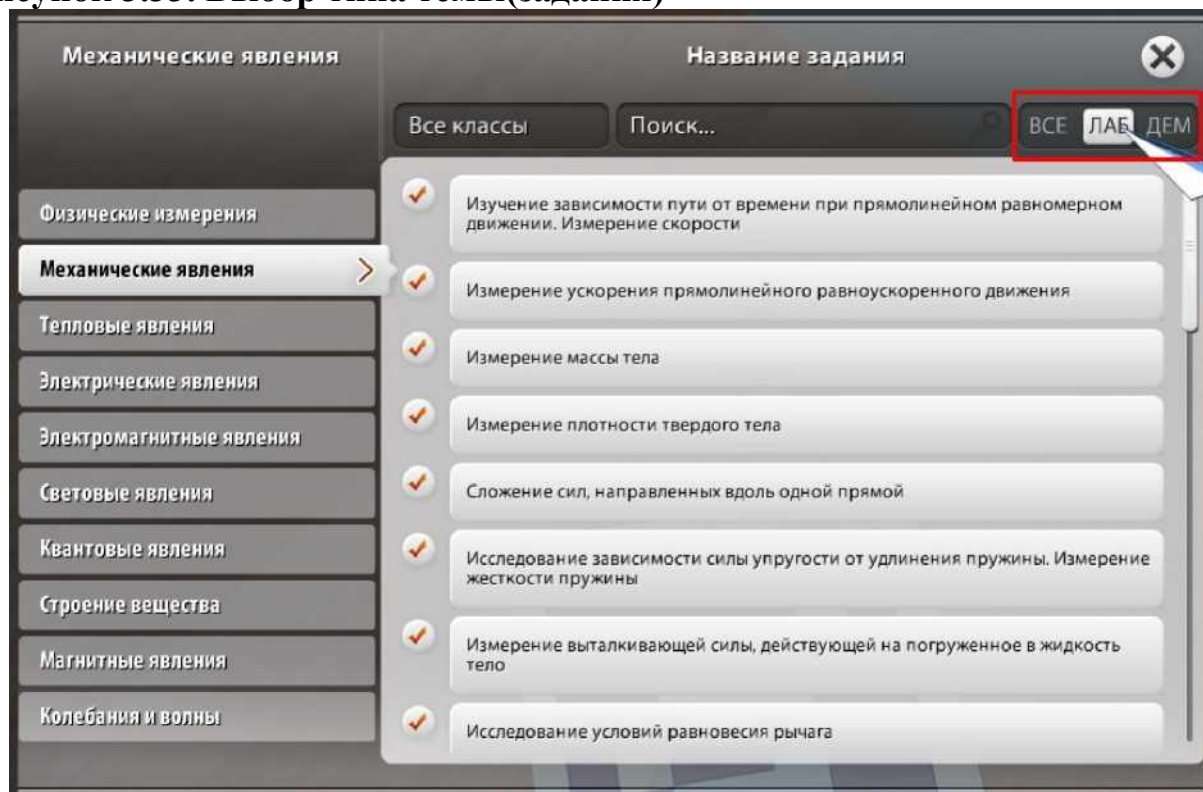 Выбор типа темы(задания)
Механические явления
Название задания
Все классы
Поиск...
ВСЕ ЛАБ ДЕМ
Физические измерения
Механические явления
Тепловые явления
Электрические явления
Электромагнитные явления
Световые явления
Квантовые явления
Строение вещества
Магнитные явления
Колебания и волны
Изучение зависимости пути от времени при прямолинейном равномерном
движении. Измерение скорости
Измерение ускорения прямолинейного равноускоренного движения
Измерение массы тела
Измерение плотности твердого тела
Сложение сил, направленных вдоль одной прямой
Исследование зависимости силы упругости от удлинения пружины. Измерение
жесткости пружины
Измерение выталкивающей силы, действующей на погруженное в жидкость
тело
Исследование условий равновесия рычага